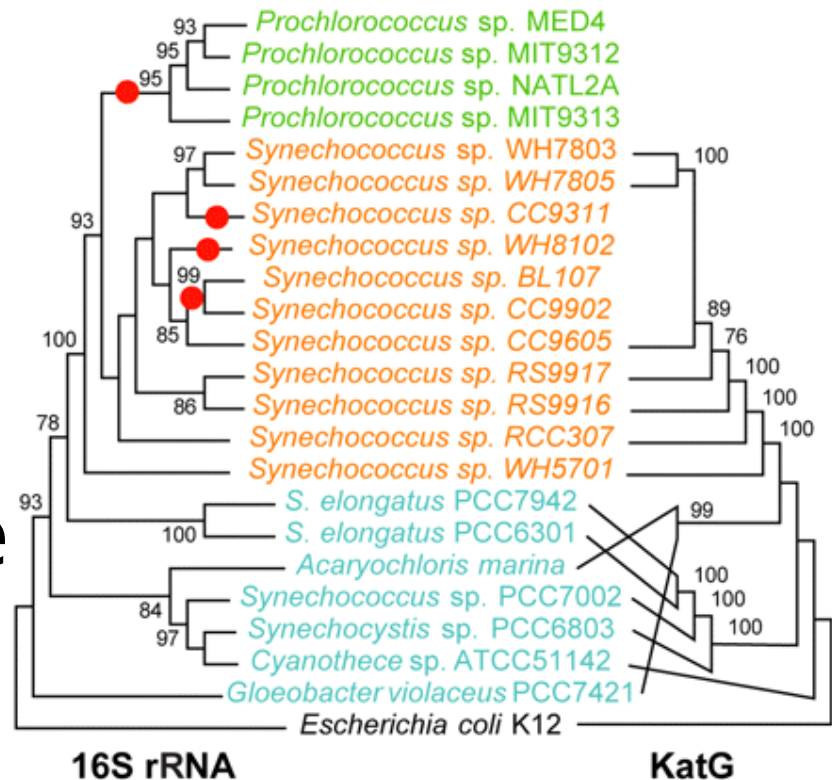 93
Prochlorococcus sp. MED4
95
Prochlorococcus sp. MIT9312
95
Prochlorococcus sp. NATL2A
Prochlorococcus sp. MIT9313
97
Synechococcus sp. WH7803
100
Synechococcus sp. WH7805
Synechococcus sp. CC9311
93
Synechococcus sp. WH8102
99
Synechococcus sp. BL107
Synechococcus sp. CC9902
89
85
Synechococcus sp. CC9605
76
100
Synechococcus sp. RS9917
100
86
Synechococcus sp. RS9916
100
78
Synechococcus sp. RCC307
100
Synechococcus sp. WH5701
93
S. elongatus PCC7942
99
e
100
S. elongatus PCC6301
Acaryochloris marina
100
84
Synechococcus sp. PCC7002
100
97
Synechocystis sp. PCC6803
100
Cyanothece sp. ATCC51142
Gloeobacter violaceus PCC7421
Escherichia coli K12
16S rRNA
KatG